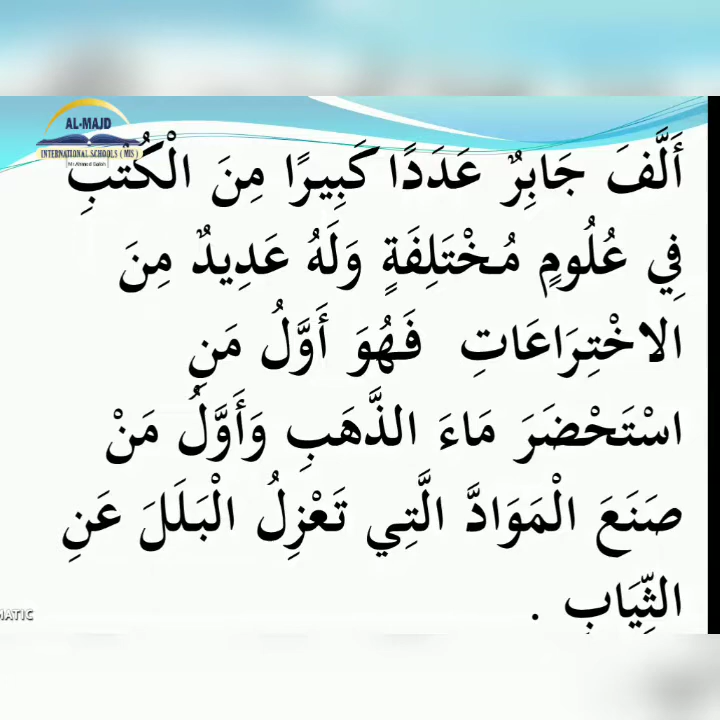 AL-MAJD
INTERNATIONAL SCHOOLS ( MIS )
أَلَّفَ جَابِرٌ عَدَدًا كَبِيرًا مِنَ الْكُتُبِ
فِي عُلُومٍ مُخْتَلِفَةٍ وَلَهُ عَدِيدٌ مِنَ
الاخْتِرَاعَاتِ فَهُوَ أَوَّلُ مَنِ
اسْتَحْضَرَ مَاءَ الذَّهَبِ وَأَوَّلُ مَنْ
صَنَعَ الْمَوَادَّ الَّتِي تَعْزِلُ الْبَلَلَ عَنِ
الثِّيَابِ .
MATIC